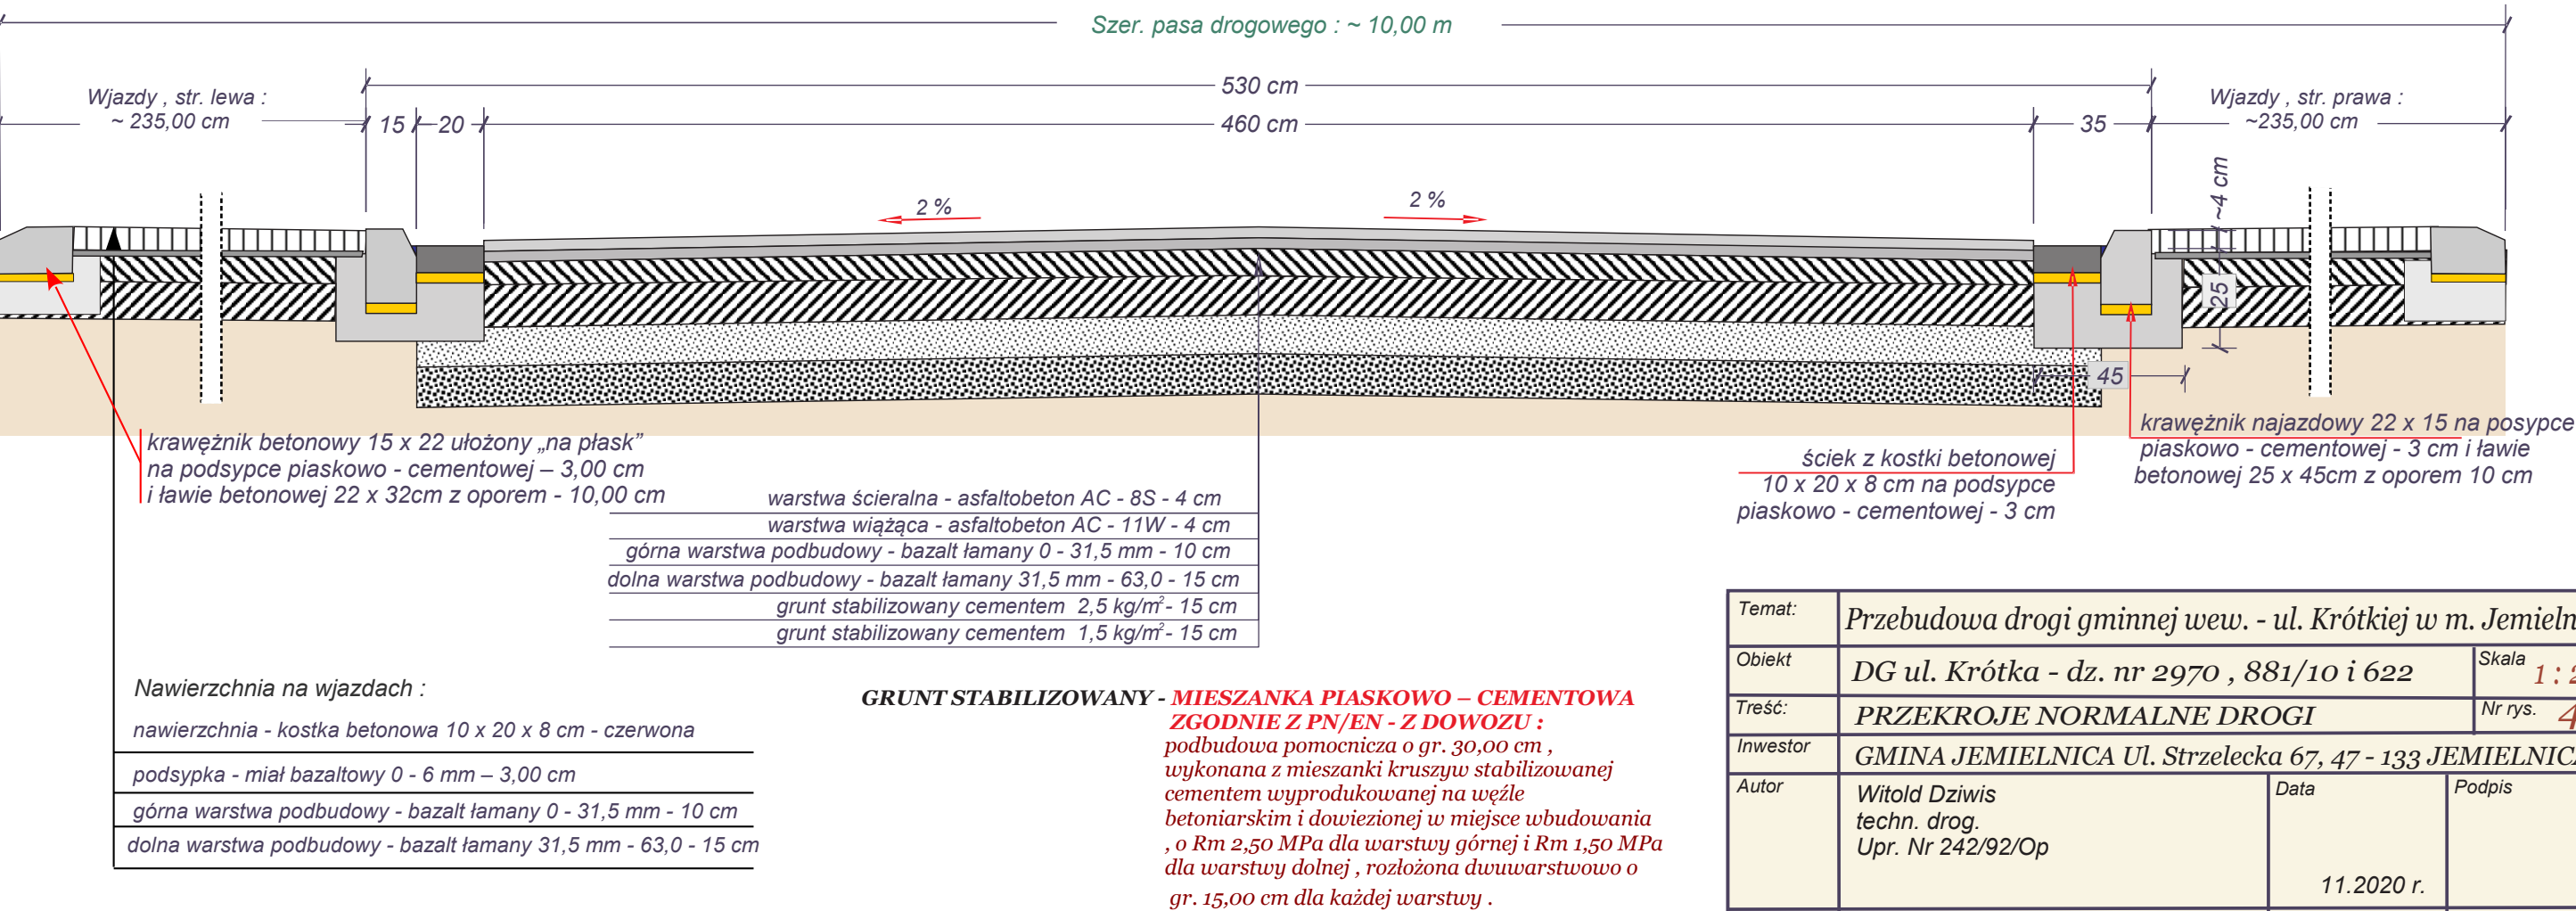 Szer. pasa drogowego : ~ 10,00 m
530 cm
Wjazdy , str. lewa :
~ 235,00 cm
15
20
460 cm
35
Wjazdy , str. prawa :
~235,00 cm
2 %
2 %
~4 cm
25
45
krawężnik betonowy 15 x 22 ułożony „na płask”
na podsypce piaskowo - cementowej – 3,00 cm
i ławie betonowej 22 x 32cm z oporem - 10,00 cm
krawężnik najazdowy 22 x 15 na posypce
piaskowo - cementowej - 3 cm i ławie
betonowej 25 x 45cm z oporem 10 cm
ściek z kostki betonowej
10 x 20 x 8 cm na podsypce
piaskowo - cementowej - 3 cm
warstwa ścieralna - asfaltobeton AC - 8S - 4 cm
warstwa wiążąca - asfaltobeton AC - 11W - 4 cm
górna warstwa podbudowy - bazalt łamany 0 - 31,5 mm - 10 cm
dolna warstwa podbudowy - bazalt łamany 31,5 mm - 63,0 - 15 cm
grunt stabilizowany cementem 2,5 kg/m² - 15 cm
grunt stabilizowany cementem 1,5 kg/m² - 15 cm
Nawierzchnia na wjazdach :
nawierzchnia - kostka betonowa 10 x 20 x 8 cm - czerwona
podsypka - miał bazaltowy 0 - 6 mm – 3,00 cm
górna warstwa podbudowy - bazalt łamany 0 - 31,5 mm - 10 cm
dolna warstwa podbudowy - bazalt łamany 31,5 mm - 63,0 - 15 cm
GRUNT STABILIZOWANY - MIESZANKA PIASKOWO – CEMENTOWA
ZGODNIE Z PN/EN - Z DOWOZU :
podbudowa pomocnicza o gr. 30,00 cm ,
wykonana z mieszanki kruszyw stabilizowanej
cementem wyprodukowanej na węźle
betoniarskim i dowiezionej w miejsce wbudowania
, o Rm 2,50 MPa dla warstwy górnej i Rm 1,50 MPa
dla warstwy dolnej , rozłożona dwuwarstwowo o
gr. 15,00 cm dla każdej warstwy .
Temat: Przebudowa drogi gminnej wew. - ul. Krótkiej w m. Jemieln
Obiekt DG ul. Krótka - dz. nr 2970 , 881/10 i 622 Skala 1 : 2
Treść: PRZEKROJE NORMALNE DROGI Nr rys. 4
Inwestor GMINA JEMIELNICA Ul. Strzelecka 67, 47 - 133 JEMIELNICA
Autor Witold Dziwis Data Podpis
techn. drog.
Upr. Nr 242/92/Op
11.2020 r.